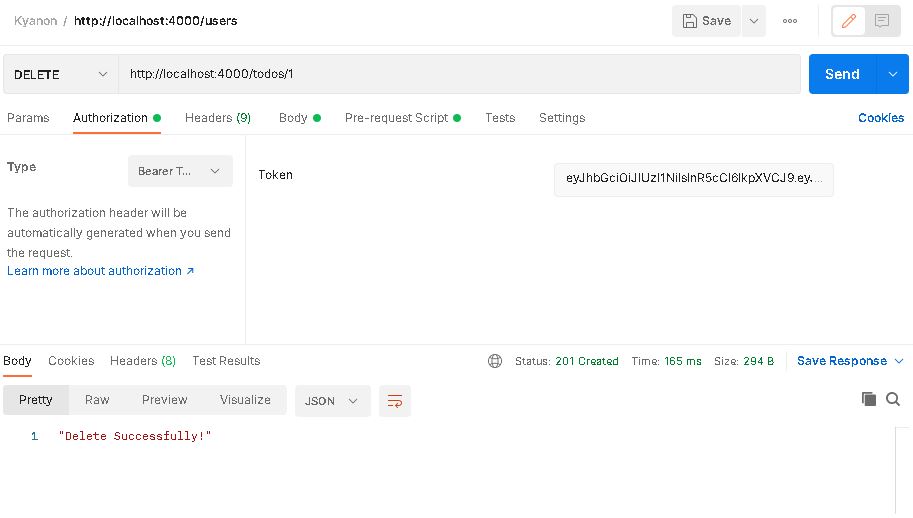 Kyanon / http://localhost:4000/users
Save
DELETE
http://localhost:4000/todos/1
Send
Params Authorization Headers (9) Body Pre-request Script Tests Settings Cookies
Type
Bearer T...
Token
The authorization header will be
automatically generated when you send
the request.
Learn more about authorization ↗
Body Cookies Headers (8) Test Results
Status: 201 Created Time: 165 ms Size: 294 B Save Response
Pretty Raw Preview Visualize JSON
1 "Delete Successfully!"